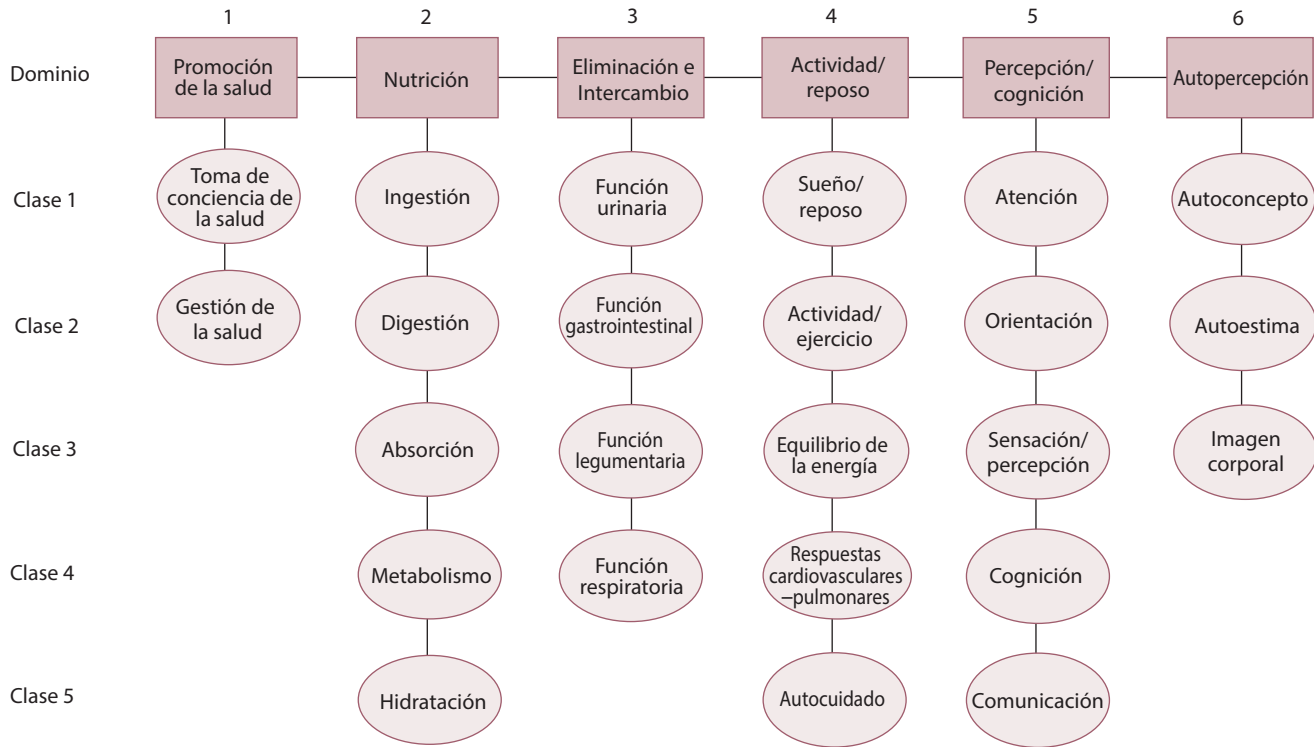 1
2
3
4
5
6
Dominio
Promoción
de la salud
Nutrición
Eliminación e
Intercambio
Actividad/
reposo
Percepción/
cognición
Autopercepción
Clase 1
Toma de
conciencia de
la salud
Ingestión
Función
urinaria
Sueño/
reposo
Atención
Autoconcepto
Clase 2
Gestión de
la salud
Digestión
Función
gastrointestinal
Actividad/
ejercicio
Orientación
Autoestima
Clase 3
Absorción
Función
legumentaria
Equilibrio de
la energía
Sensación/
percepción
Imagen
corporal
Clase 4
Metabolismo
Función
respiratoria
Respuestas
cardiovasculares
–pulmonares
Cognición
Clase 5
Hidratación
Autocuidado
Comunicación